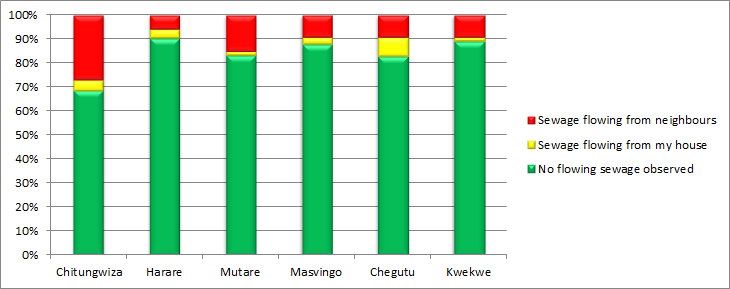 100%
90%
80%
70%
60%
50%
40%
30%
20%
10%
0%
Chitungwiza Harare Mutare Masvingo Chegutu Kwekwe
Sewage flowing from neighbours
Sewage flowing from my house
No flowing sewage observed